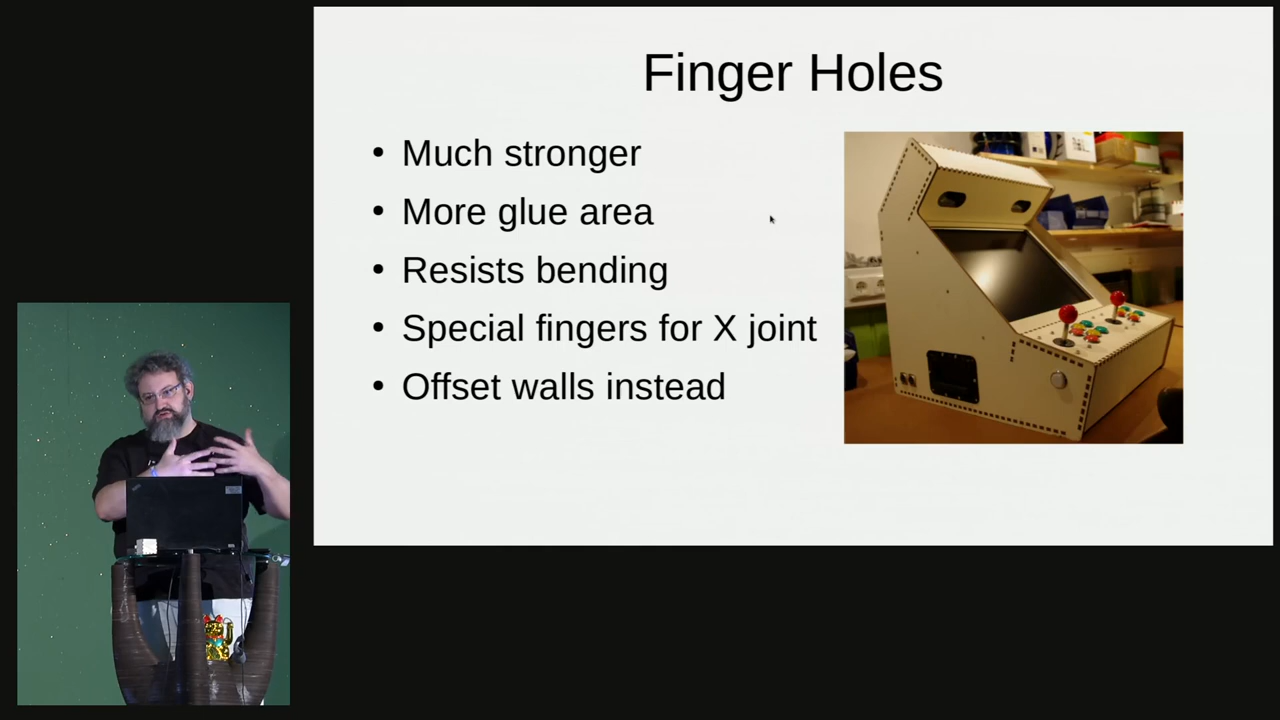 Finger Holes
• Much stronger
• More glue area
• Resists bending
• Special fingers for X joint
• Offset walls instead